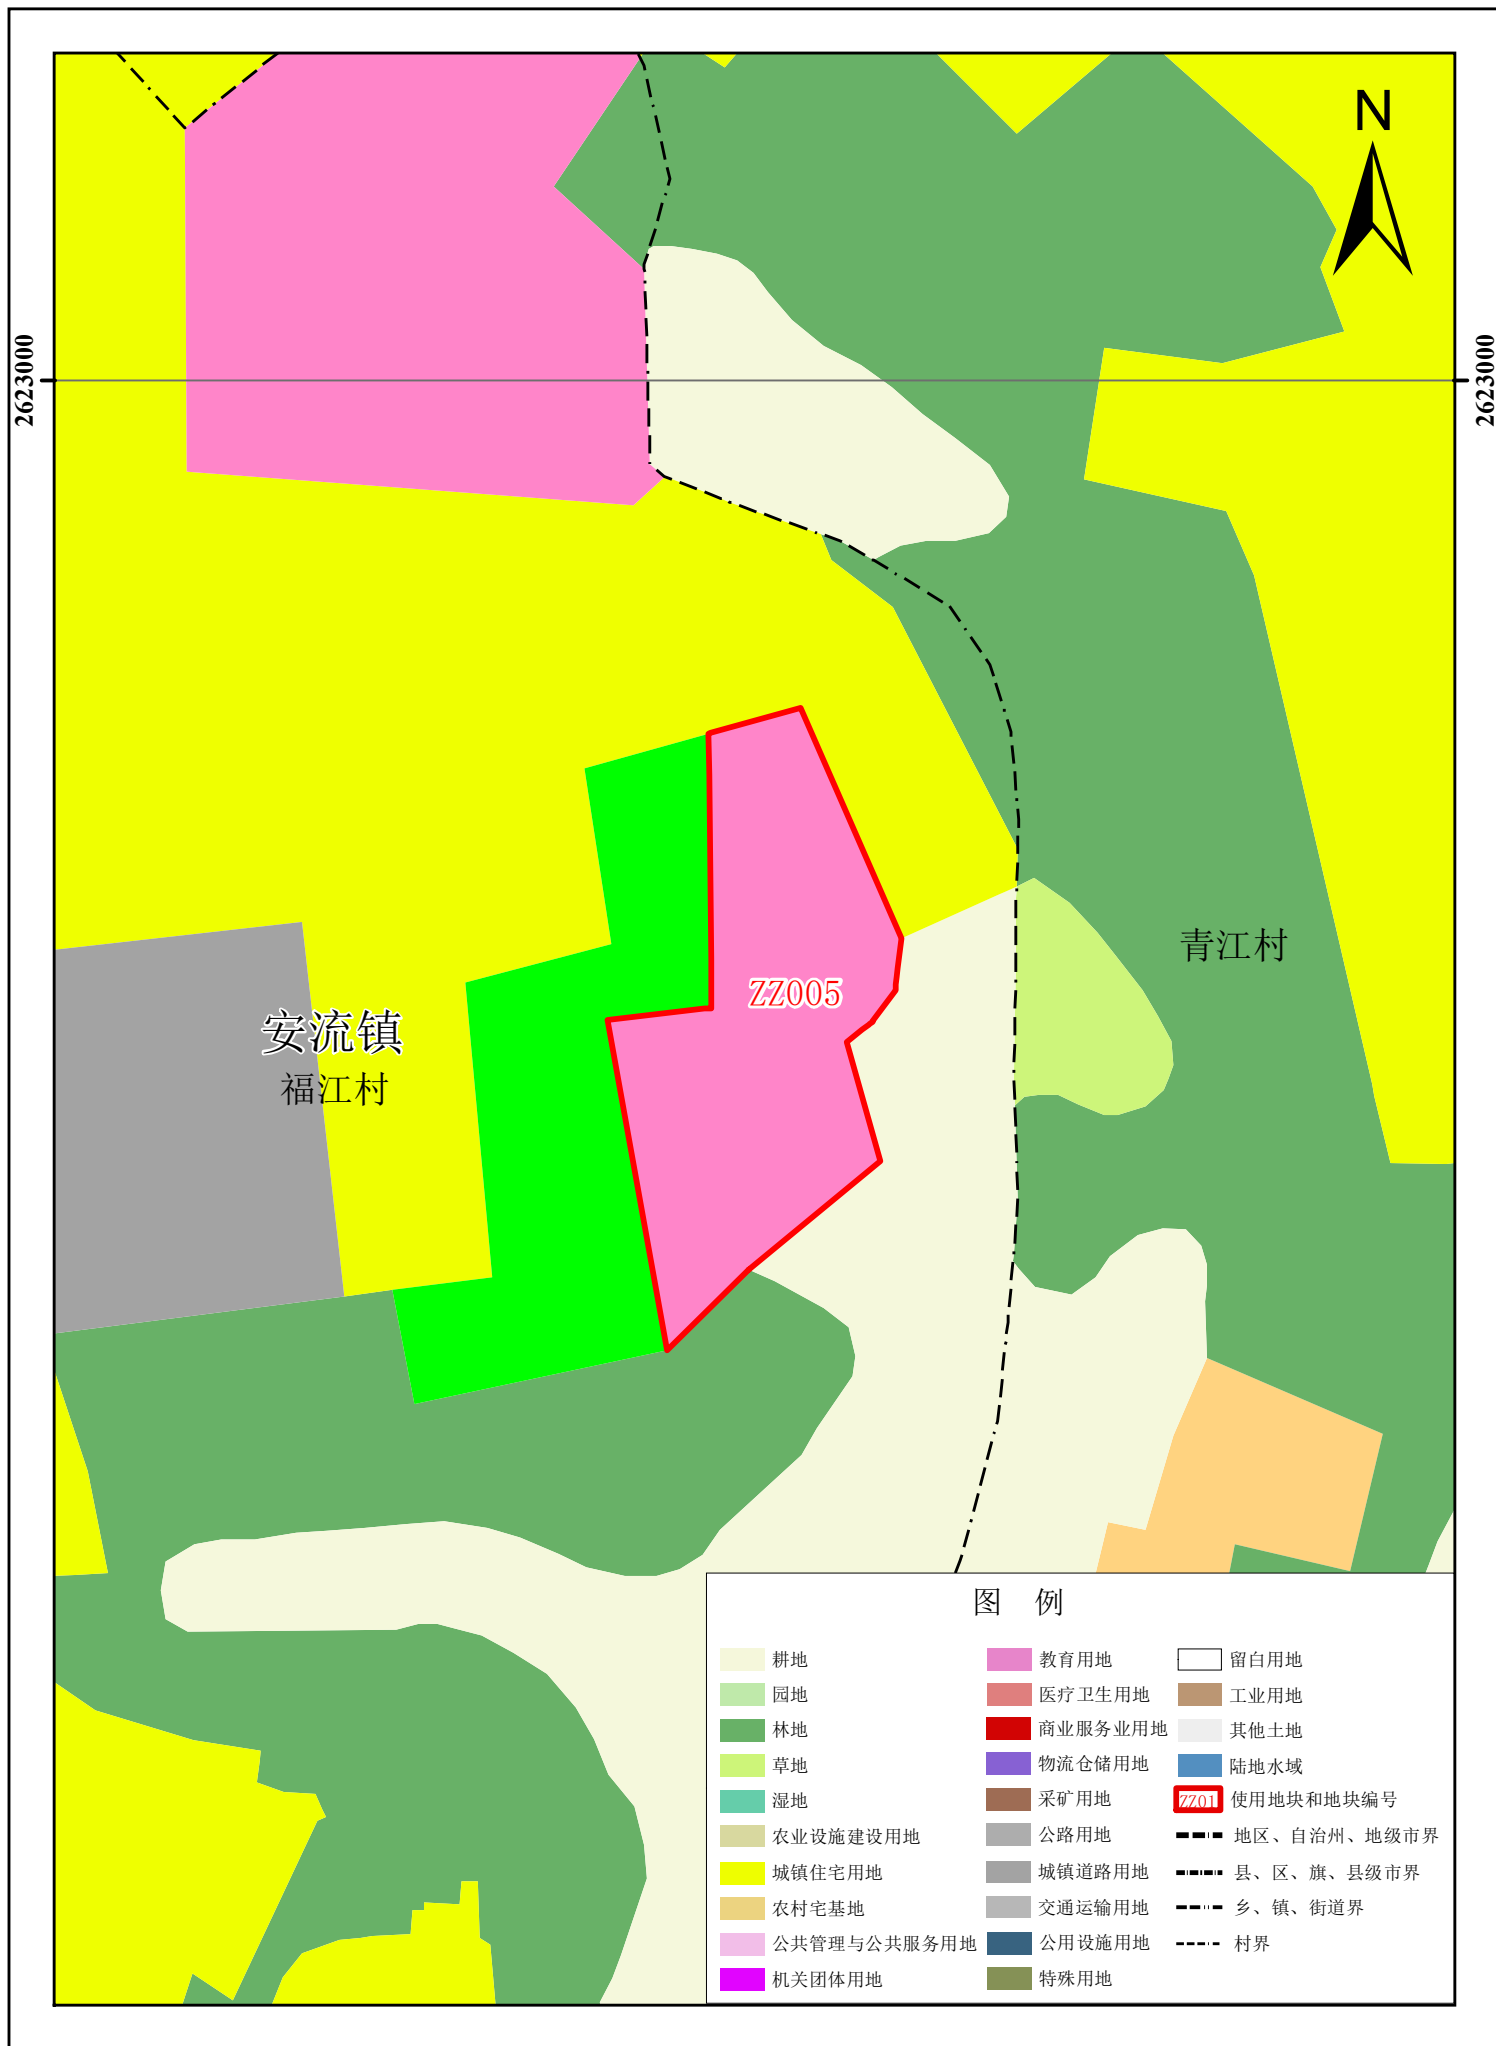 N
2623000
2623000
青江村
ZZ005
安流镇
福江村
图 例
耕地
园地
林地
草地
湿地
农业设施建设用地
城镇住宅用地
农村宅基地
公共管理与公共服务用地
机关团体用地
教育用地
医疗卫生用地
商业服务业用地
物流仓储用地
采矿用地
公路用地
城镇道路用地
交通运输用地
公用设施用地
特殊用地
留白用地
工业用地
其他土地
陆地水域
ZZ01 使用地块和地块编号
地区、自治州、地级市界
县、区、旗、县级市界
乡、镇、街道界
村界